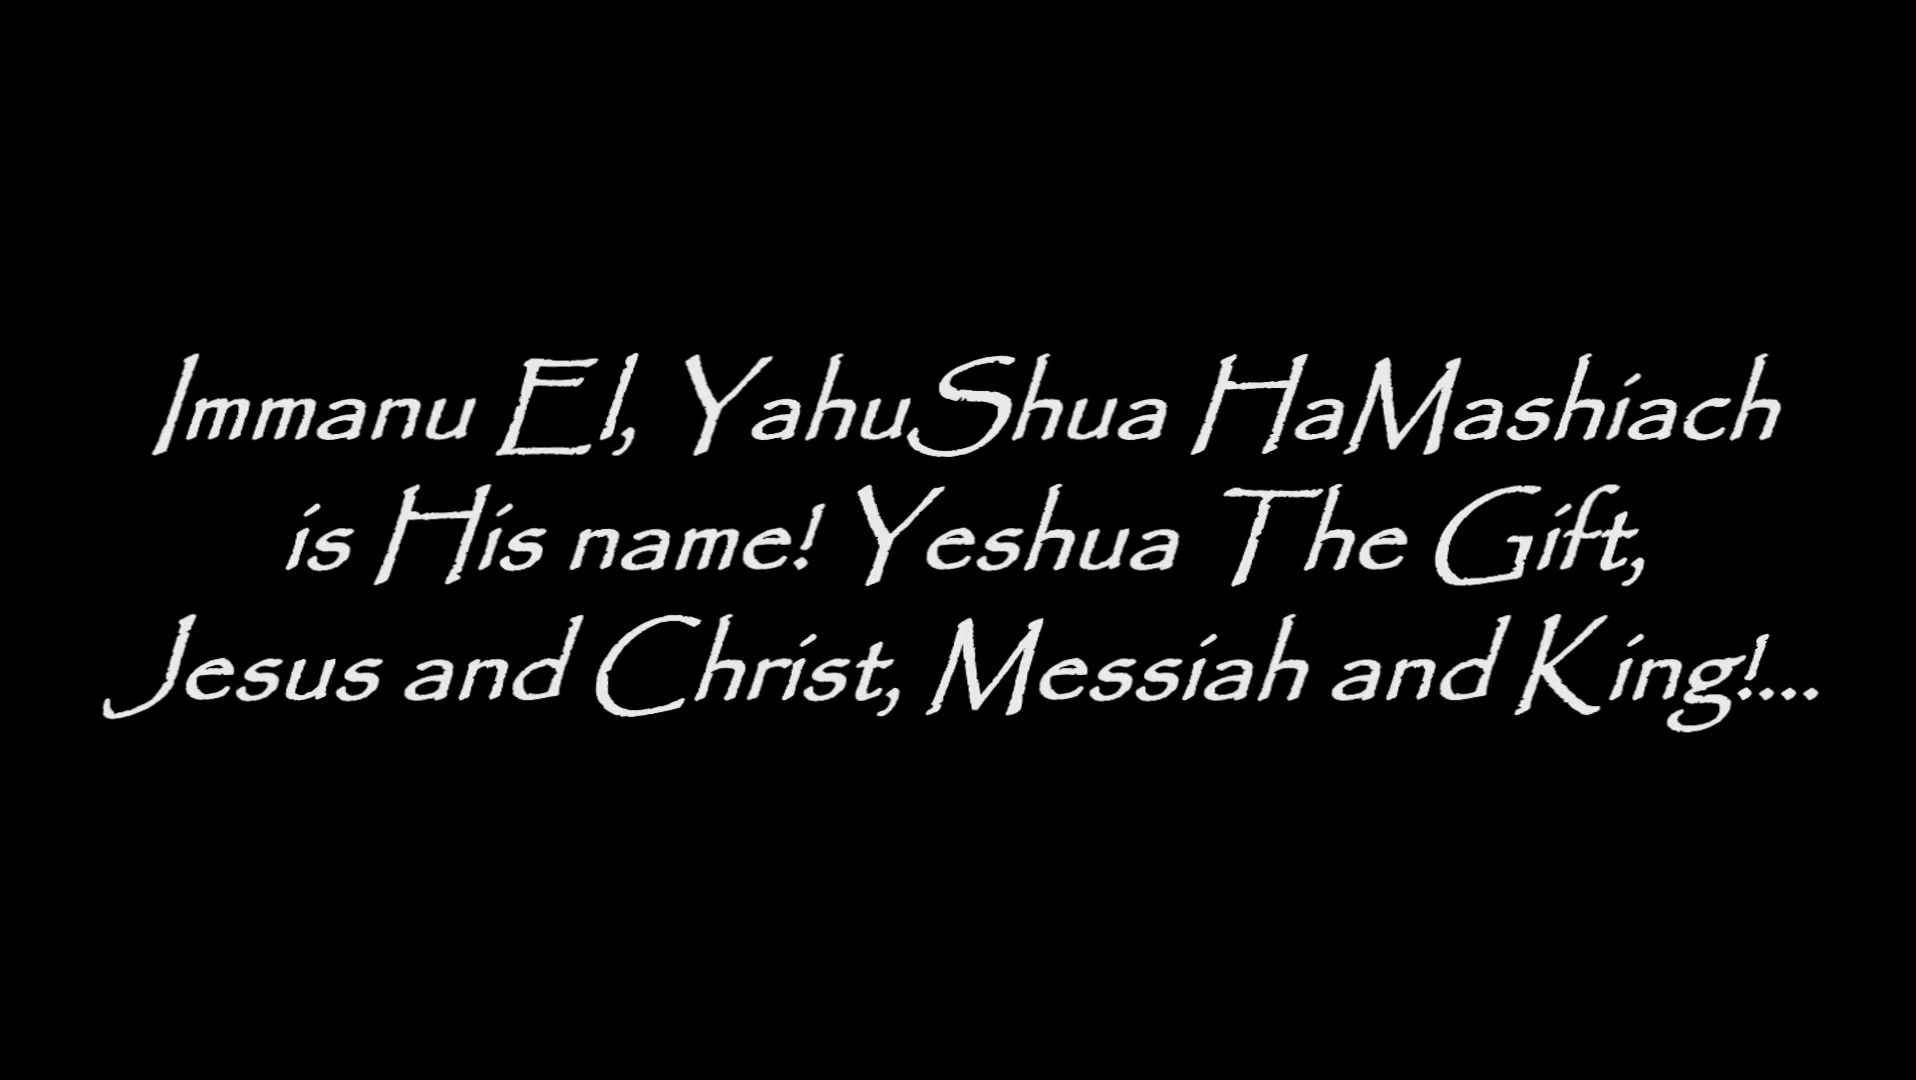 Immanu El, YahuShua HaMashiach
is His name! Yeshua The Gift,
Jesus and Christ, Messiah and King!...